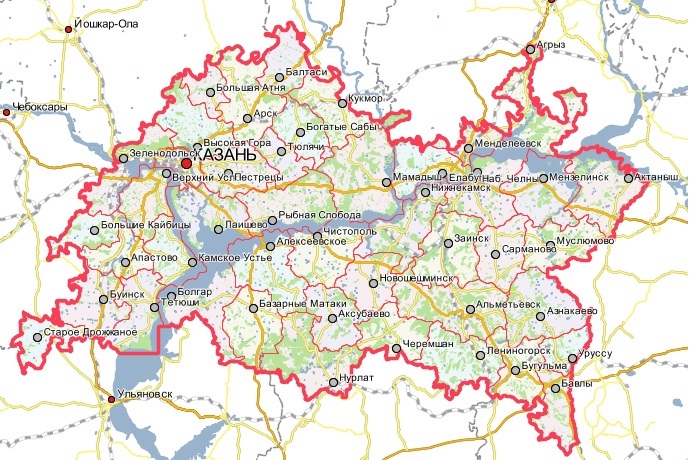 Йошкар-Ола
Агрыз
Балтаси
Большая Атня
Кукмор
Чебоксары
Арск
Богатые Сабы
Высокая Гора
Тюлячи
Менделеевск
Зеленодольск
КАЗАНЬ
Верхний Усл
Пестрецы
Мамадыш
Елабу
Наб. Челны
Мензелинск
Актаныш
Нижнекамск
Рыбная Слобода
Большие Кайбицы
Лаишево
Чистополь
Алексеевское
Заинск
Муслюмово
Сарманово
Апастово
Камское Устье
Новошешминск
Болгар
Буинск
Тетюши
Базарные Матаки
Аксубаево
Альметьевск
Азнакаево
Старое Дрожжаное
Черемшан
Лениногорск
Уруссу
Бугульма
Нурлат
Бавлы
Ульяновск